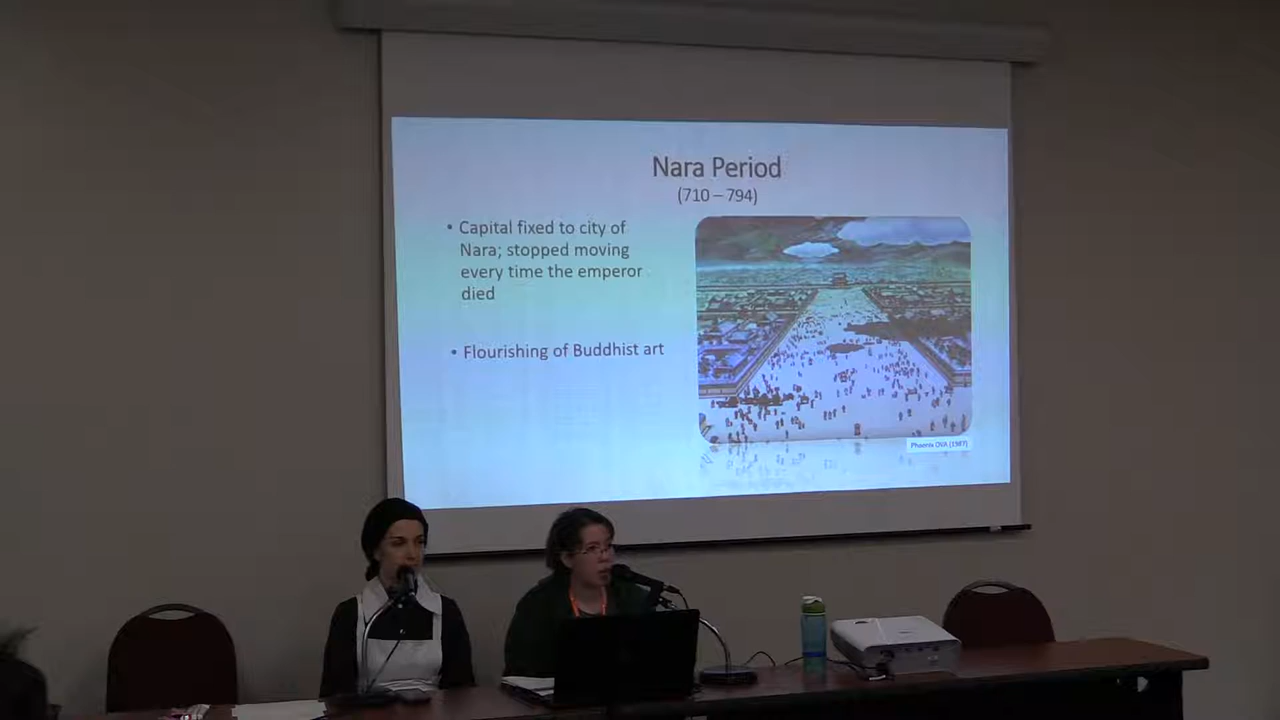 Nara Period
(710 – 794)
• Capital fixed to city of
Nara; stopped moving
every time the emperor
died
• Flourishing of Buddhist art
Phoenix OVA (1987)